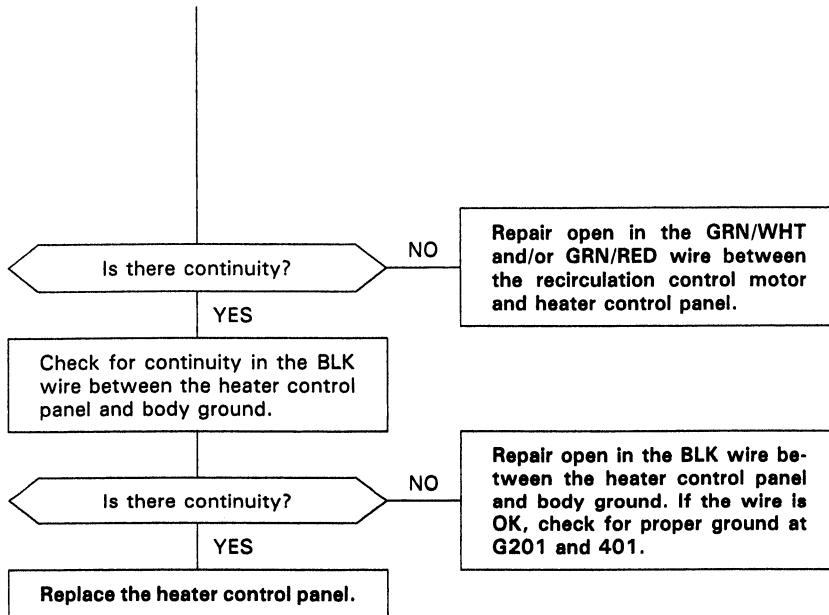 Is there continuity?
NO
Repair open in the GRN/WHT
and/or GRN/RED wire between
the recirculation control motor
and heater control panel.
YES
Check for continuity in the BLK
wire between the heater control
panel and body ground.
Is there continuity?
NO
Repair open in the BLK wire be-
tween the heater control panel
and body ground. If the wire is
OK, check for proper ground at
G201 and 401.
YES
Replace the heater control panel.